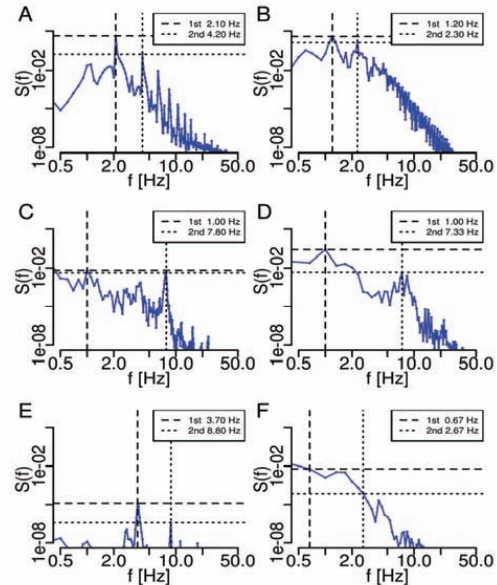 A
1st 2.10 Hz
2nd 4.20 Hz
S(f)
1e-02
1e-08
0.5 2.0 10.0 50.0
f [Hz]
B
1st 1.20 Hz
2nd 2.30 Hz
S(f)
1e-02
1e-08
0.5 2.0 10.0 50.0
f [Hz]
C
1st 1.00 Hz
2nd 7.80 Hz
S(f)
1e-02
1e-08
0.5 2.0 10.0 50.0
f [Hz]
D
1st 1.00 Hz
2nd 7.33 Hz
S(f)
1e-02
1e-08
0.5 2.0 10.0 50.0
f [Hz]
E
1st 3.70 Hz
2nd 8.80 Hz
S(f)
1e-02
1e-08
0.5 2.0 10.0 50.0
f [Hz]
F
1st 0.67 Hz
2nd 2.67 Hz
S(f)
1e-02
1e-08
0.5 2.0 10.0 50.0
f [Hz]